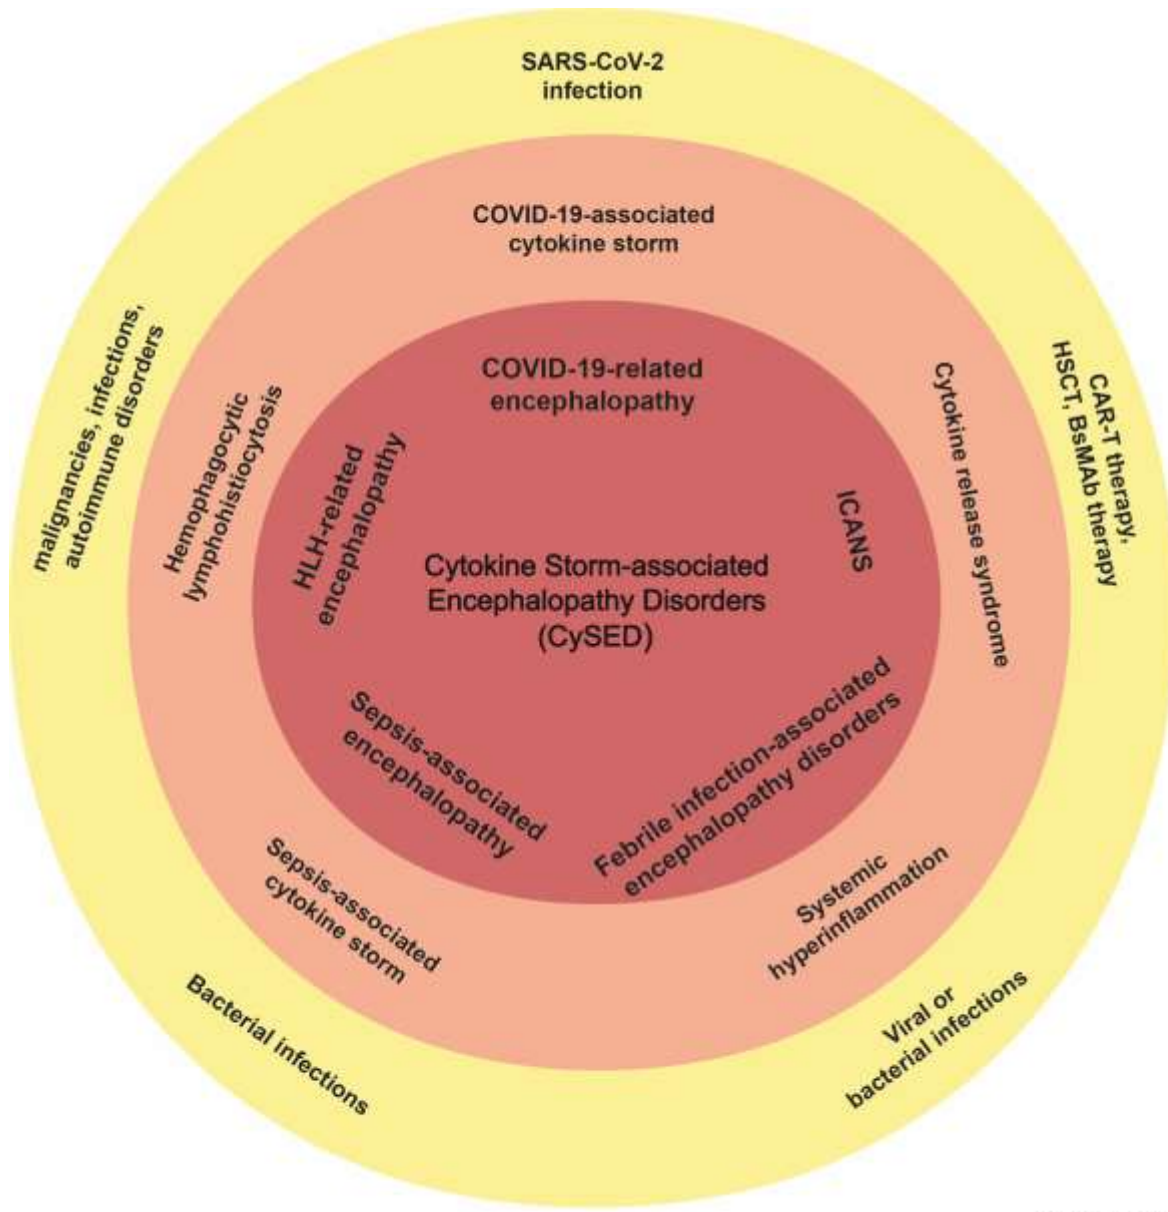 SARS-CoV-2
infection
COVID-19-associated
cytokine storm
COVID-19-related
encephalopathy
malignancies, infections,
autoimmune disorders
Hemophagocytic
lymphohistiocytosis
HLH-related
encephalopathy
Cytokine Storm-associated
Encephalopathy Disorders
(CySED)
ICANS
Cytokine release syndrome
CAR-T therapy,
HSCT, BsMAb therapy
Sepsis-associated
encephalopathy
Febrile infection-associated
encephalopathy disorders
Sepsis-associated
cytokine storm
Systemic
hyperinflammation
Bacterial infections
Viral or
bacterial infections